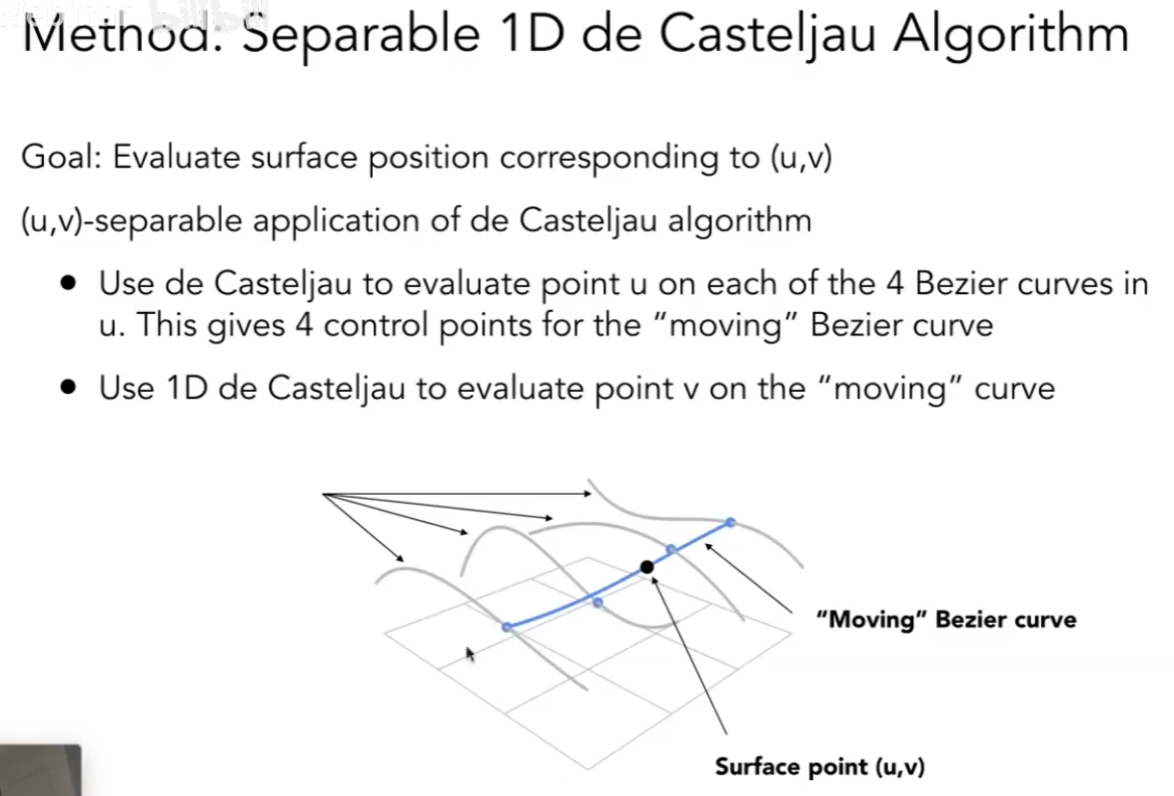 Method: Separable 1D de Casteljau Algorithm
Goal: Evaluate surface position corresponding to (u,v)
(u,v)-separable application of de Casteljau algorithm
• Use de Casteljau to evaluate point u on each of the 4 Bezier curves in
u. This gives 4 control points for the “moving” Bezier curve
• Use 1D de Casteljau to evaluate point v on the “moving” curve
“Moving” Bezier curve
Surface point (u,v)